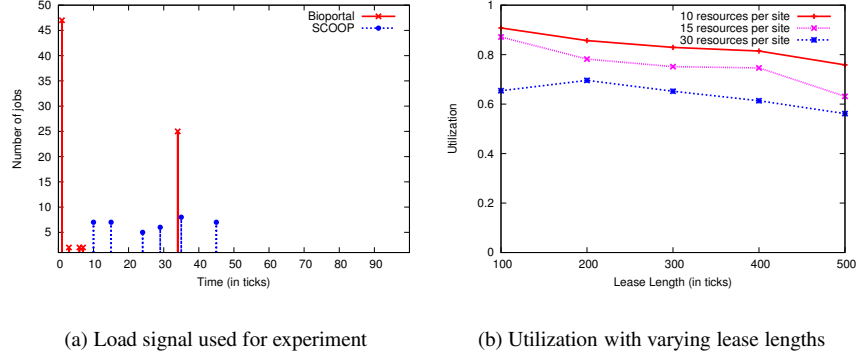 50
45
40
35
30
25
20
15
10
5
0 10 20 30 40 50 60 70 80 90
Number of jobs
Time (in ticks)
Bioportal
SCOOP
(a) Load signal used for experiment
1
0.8
0.6
0.4
0.2
0
100 200 300 400 500
Utilization
Lease Length (in ticks)
10 resources per site
15 resources per site
30 resources per site
(b) Utilization with varying lease lengths